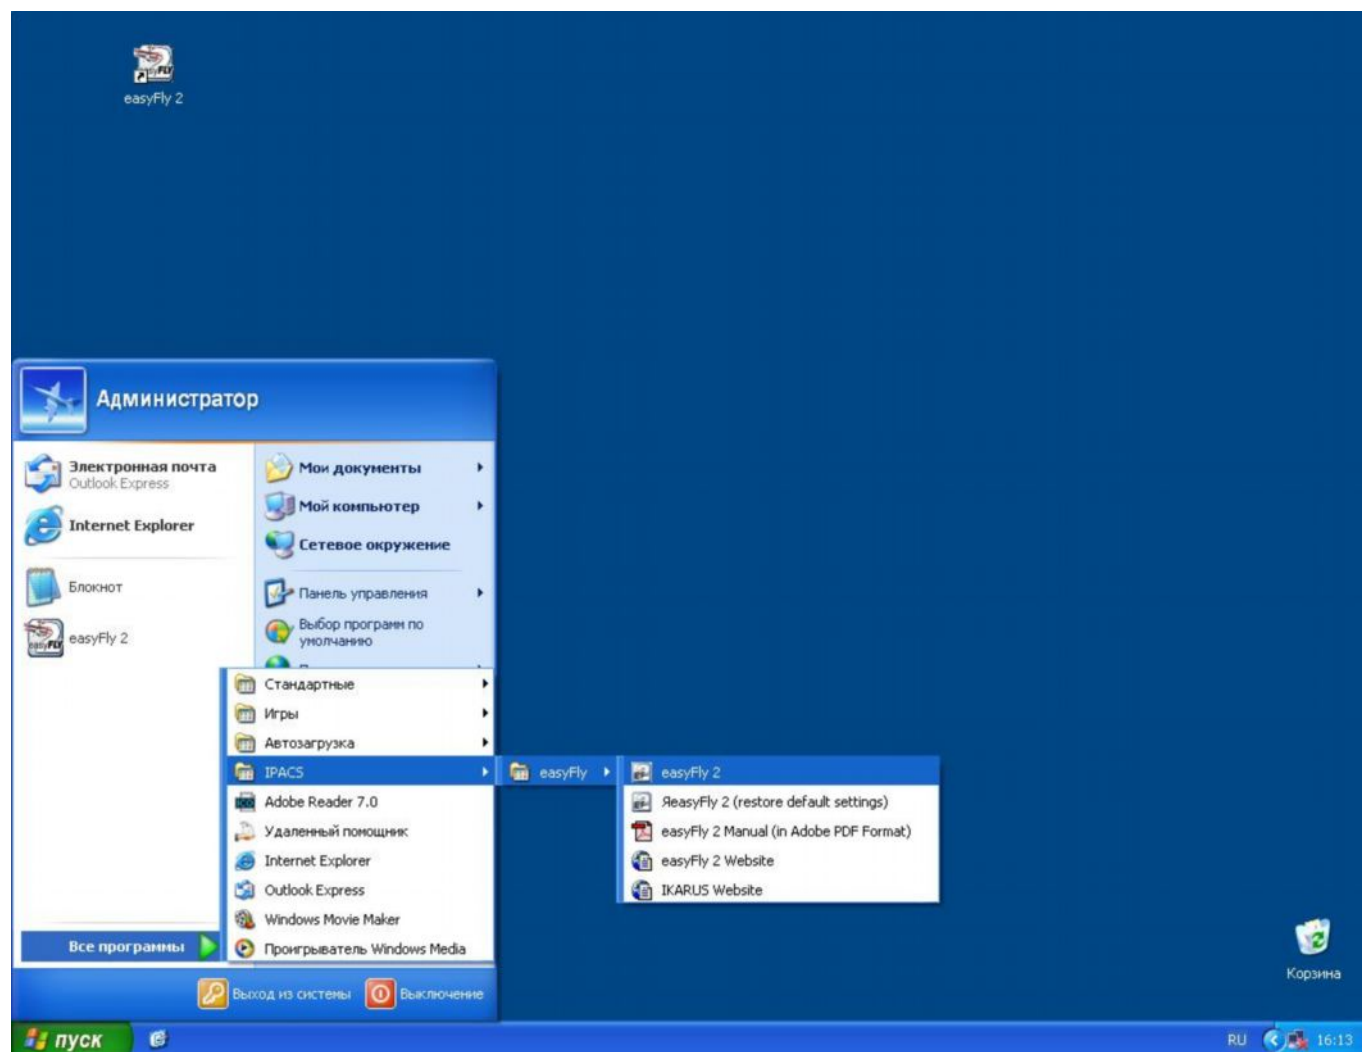 easyFly 2
Администратор
Электронная почта
Outlook Express
Internet Explorer
Блокнот
easyFly 2
Мои документы
Мой компьютер
Сетевое окружение
Панель управления
Выбор программ по
умолчанию
Стандартные
Игры
Автозагрузка
IPACS
Adobe Reader 7.0
Удаленный помощник
Internet Explorer
Outlook Express
Windows Movie Maker
Проигрыватель Windows Media
easyFly
easyFly 2
ЯeasyFly 2 (restore default settings)
easyFly 2 Manual (in Adobe PDF Format)
easyFly 2 Website
IKARUS Website
Все программы
Корзина
Выход из системы
Выключение
пуск
RU
16:13